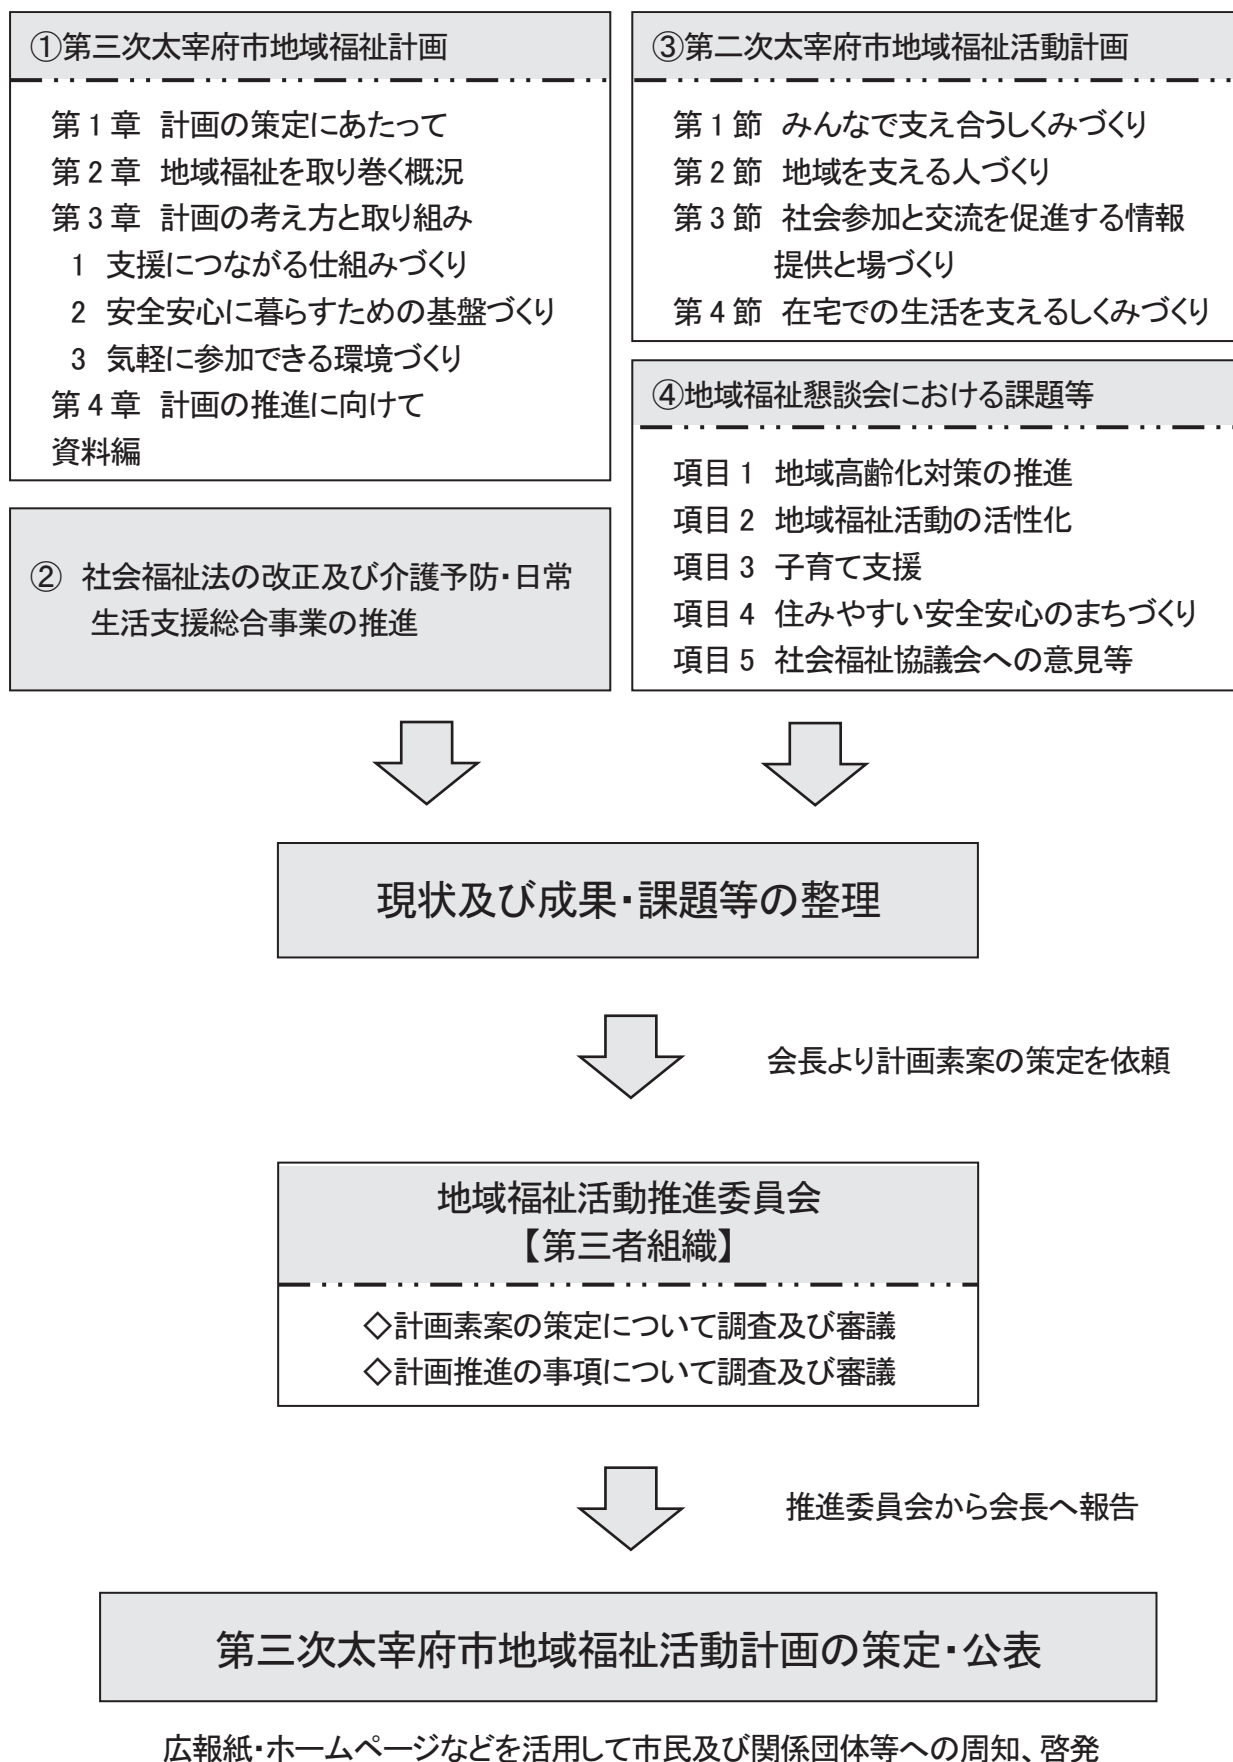 ①第三次太宰府市地域福祉計画
第1章 計画の策定にあたって
第2章 地域福祉を取り巻く概況
第3章 計画の考え方と取り組み
1 支援につながる仕組みづくり
2 安全安心に暮らすための基盤づくり
3 気軽に参加できる環境づくり
第4章 計画の推進に向けて
資料編
② 社会福祉法の改正及び介護予防・日常
生活支援総合事業の推進
③第二次太宰府市地域福祉活動計画
第1節 みんなで支え合うしくみづくり
第2節 地域を支える人づくり
第3節 社会参加と交流を促進する情報
提供と場づくり
第4節 在宅での生活を支えるしくみづくり
④地域福祉懇談会における課題等
項目1 地域高齢化対策の推進
項目2 地域福祉活動の活性化
項目3 子育て支援
項目4 住みやすい安全安心のまちづくり
項目5 社会福祉協議会への意見等
現状及び成果・課題等の整理
会長より計画素案の策定を依頼
地域福祉活動推進委員会
【第三者組織】
◇計画素案の策定について調査及び審議
◇計画推進の事項について調査及び審議
推進委員会から会長へ報告
第三次太宰府市地域福祉活動計画の策定・公表
広報紙・ホームページなどを活用して市民及び関係団体等への周知、啓発